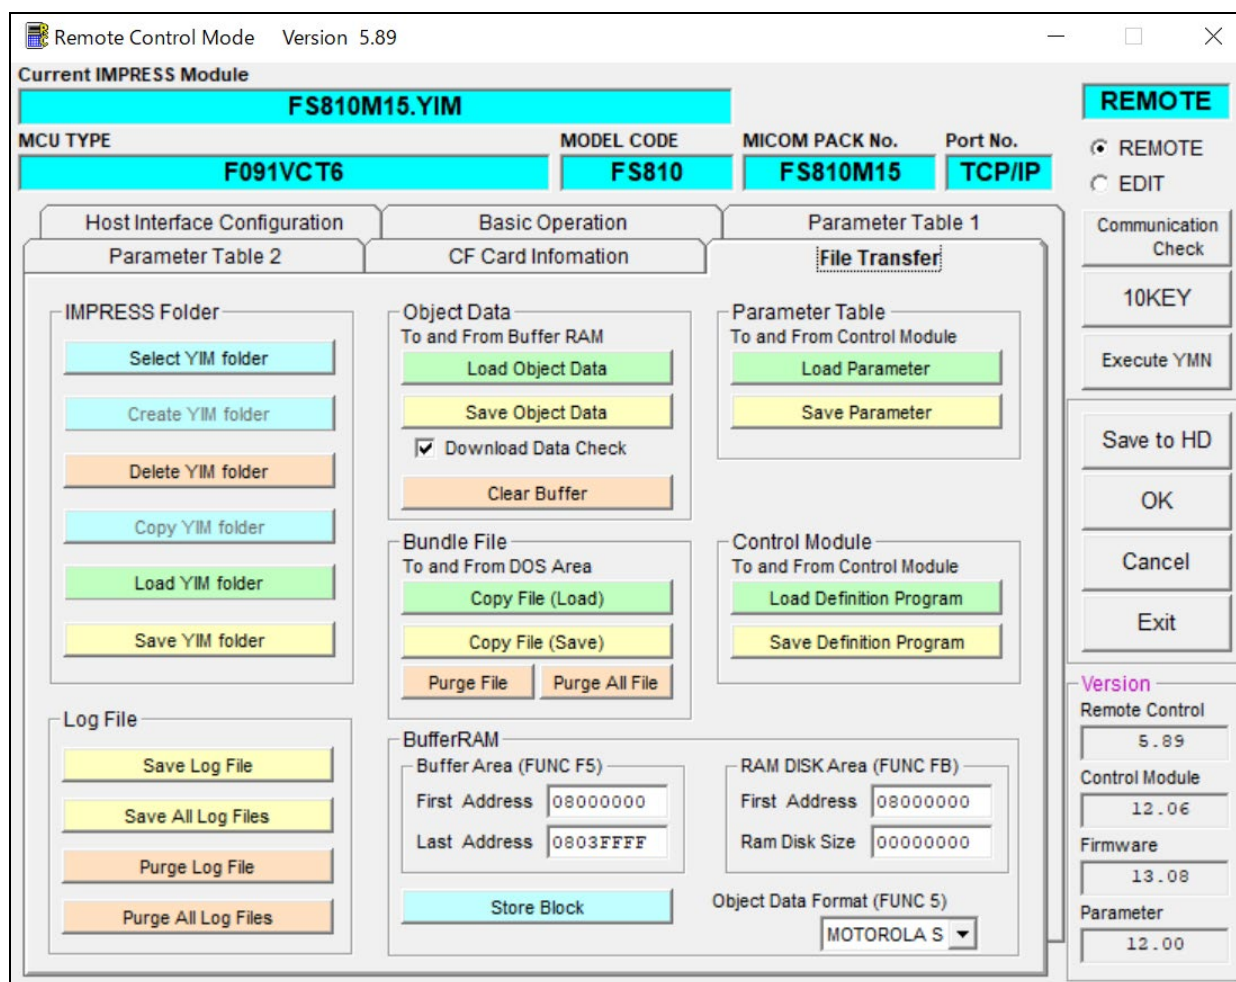 Remote Control Mode Version 5.89
Current IMPRESS Module
FS810M15.YIM
REMOTE
MCU TYPE
MODEL CODE
MICOM PACK No.
Port No.
F091VCT6
FS810
FS810M15
TCP/IP
REMOTE
EDIT
Host Interface Configuration
Basic Operation
Parameter Table 1
Parameter Table 2
CF Card Infomation
File Transfer
IMPRESS Folder
Select YIM folder
Create YIM folder
Delete YIM folder
Copy YIM folder
Load YIM folder
Save YIM folder
Log File
Save Log File
Save All Log Files
Purge Log File
Purge All Log Files
Object Data
To and From Buffer RAM
Load Object Data
Save Object Data
Download Data Check
Clear Buffer
Bundle File
To and From DOS Area
Copy File (Load)
Copy File (Save)
Purge File
Purge All File
Parameter Table
To and From Control Module
Load Parameter
Save Parameter
Control Module
To and From Control Module
Load Definition Program
Save Definition Program
BufferRAM
Buffer Area (FUNC F5)
First Address 08000000
Last Address 0803FFFF
RAM DISK Area (FUNC FB)
First Address 08000000
Ram Disk Size 00000000
Store Block
Object Data Format (FUNC 5)
MOTOROLA S
Communication
Check
10KEY
Execute YMN
Save to HD
OK
Cancel
Exit
Version
Remote Control
5.89
Control Module
12.06
Firmware
13.08
Parameter
12.00